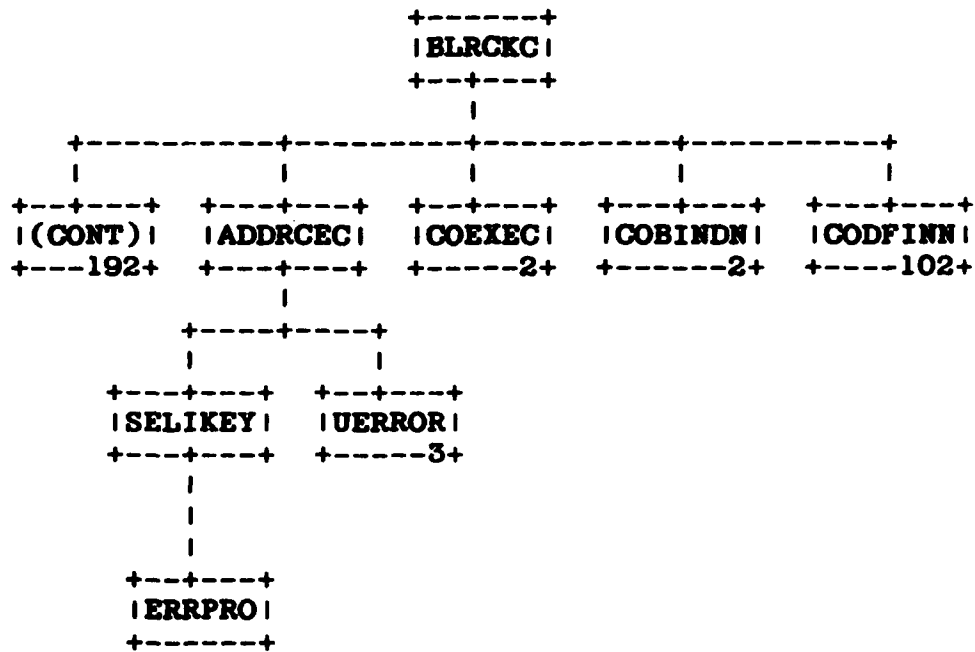 BLRCKC
(CONT) ADDRCEC COEXEC COBINDN CODFINN
192 2 2 102
SELIKEY UERROR
3
ERRPRO